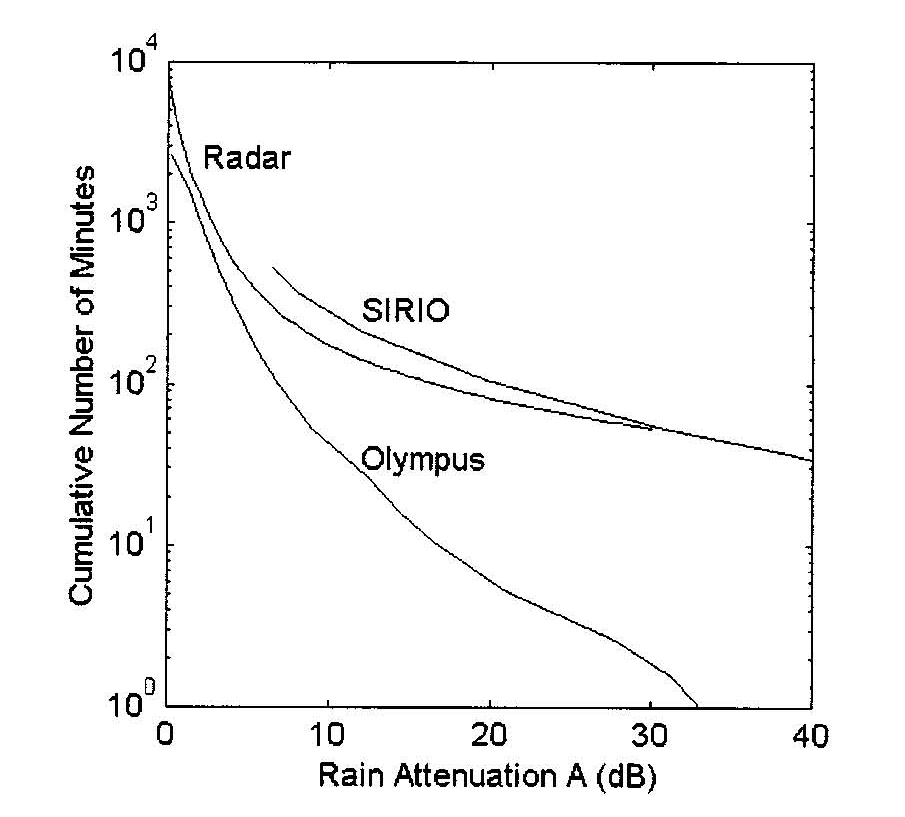 10^4
Radar
10^3
SIRIO
10^2
Olympus
10^1
10^0
0 10 20 30 40
Rain Attenuation A (dB)
Cumulative Number of Minutes